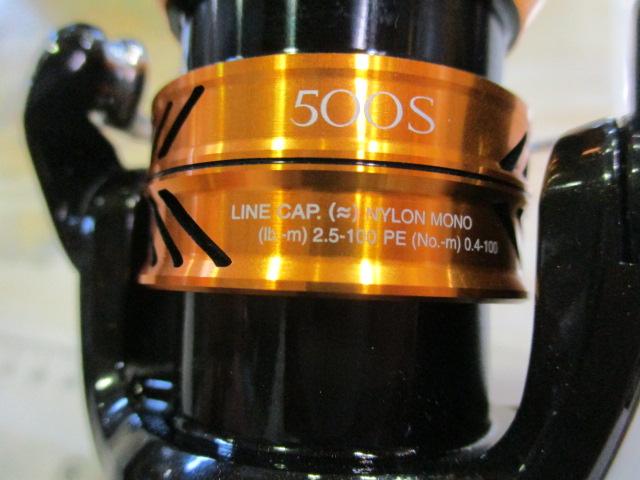 500S
LINE CAP. (≈) NYLON MONO
(lb.-m) 2.5-100 PE (No.-m) 0.4-100